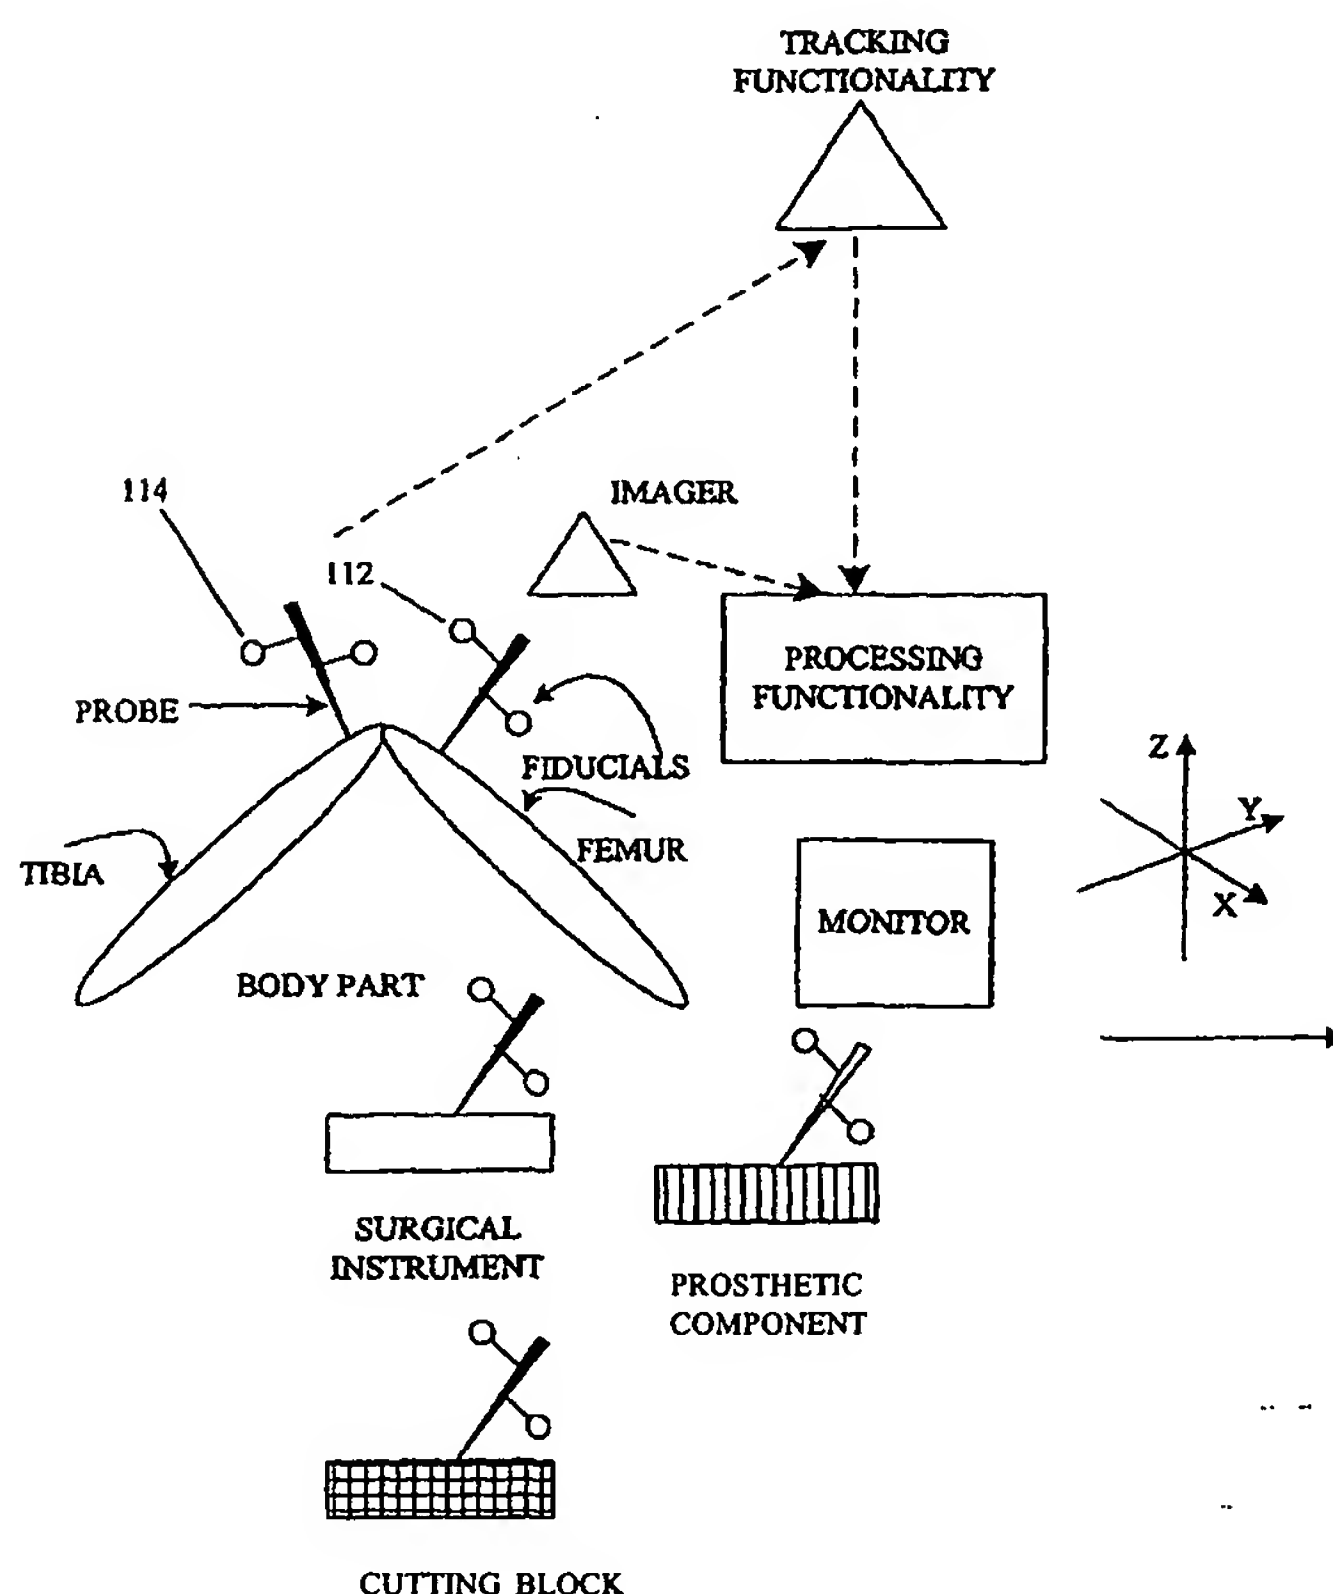 TRACKING
FUNCTIONALITY
114
IMAGER
112
PROCESSING
FUNCTIONALITY
PROBE
Z
FIDUCIALS
Y
FEMUR
TIBIA
X
MONITOR
BODY PART
SURGICAL
INSTRUMENT
PROSTHETIC
COMPONENT
CUTTING BLOCK